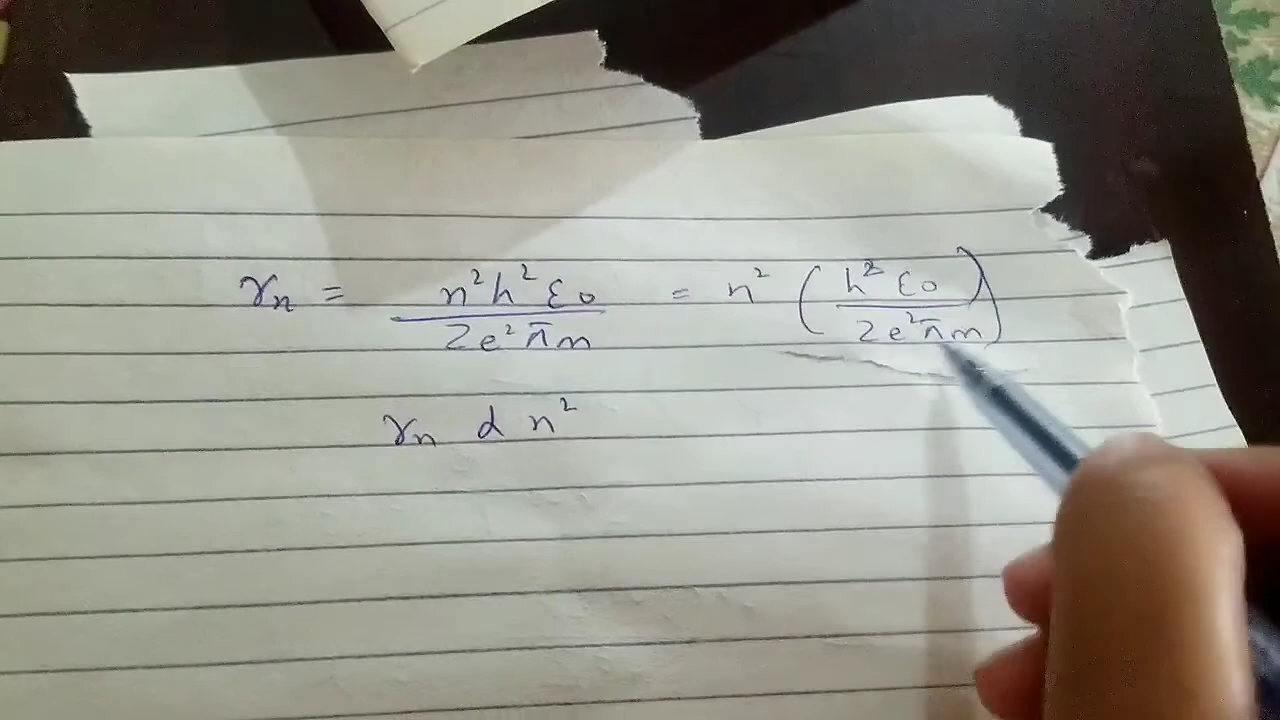 rn = n²h²ε₀ / 2e²πm = n² (h²ε₀ / 2e²πm)
rn α n²